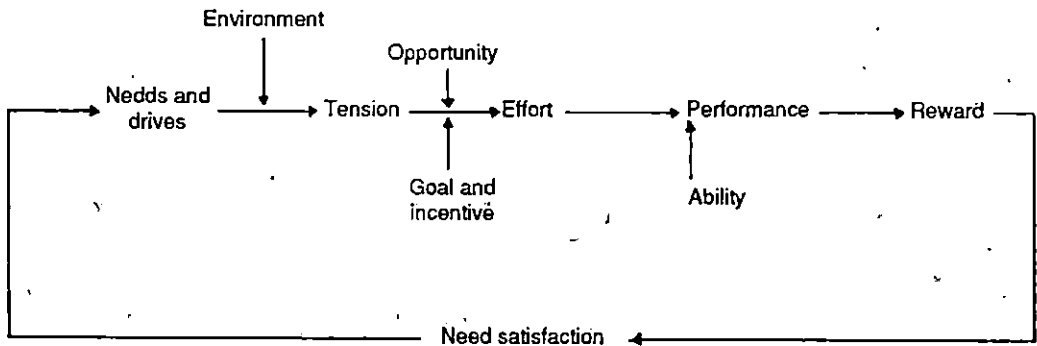 Environment
Opportunity
Nedds and
drives
Tension
Effort
Performance
Reward
Goal and
incentive
Ability
Need satisfaction